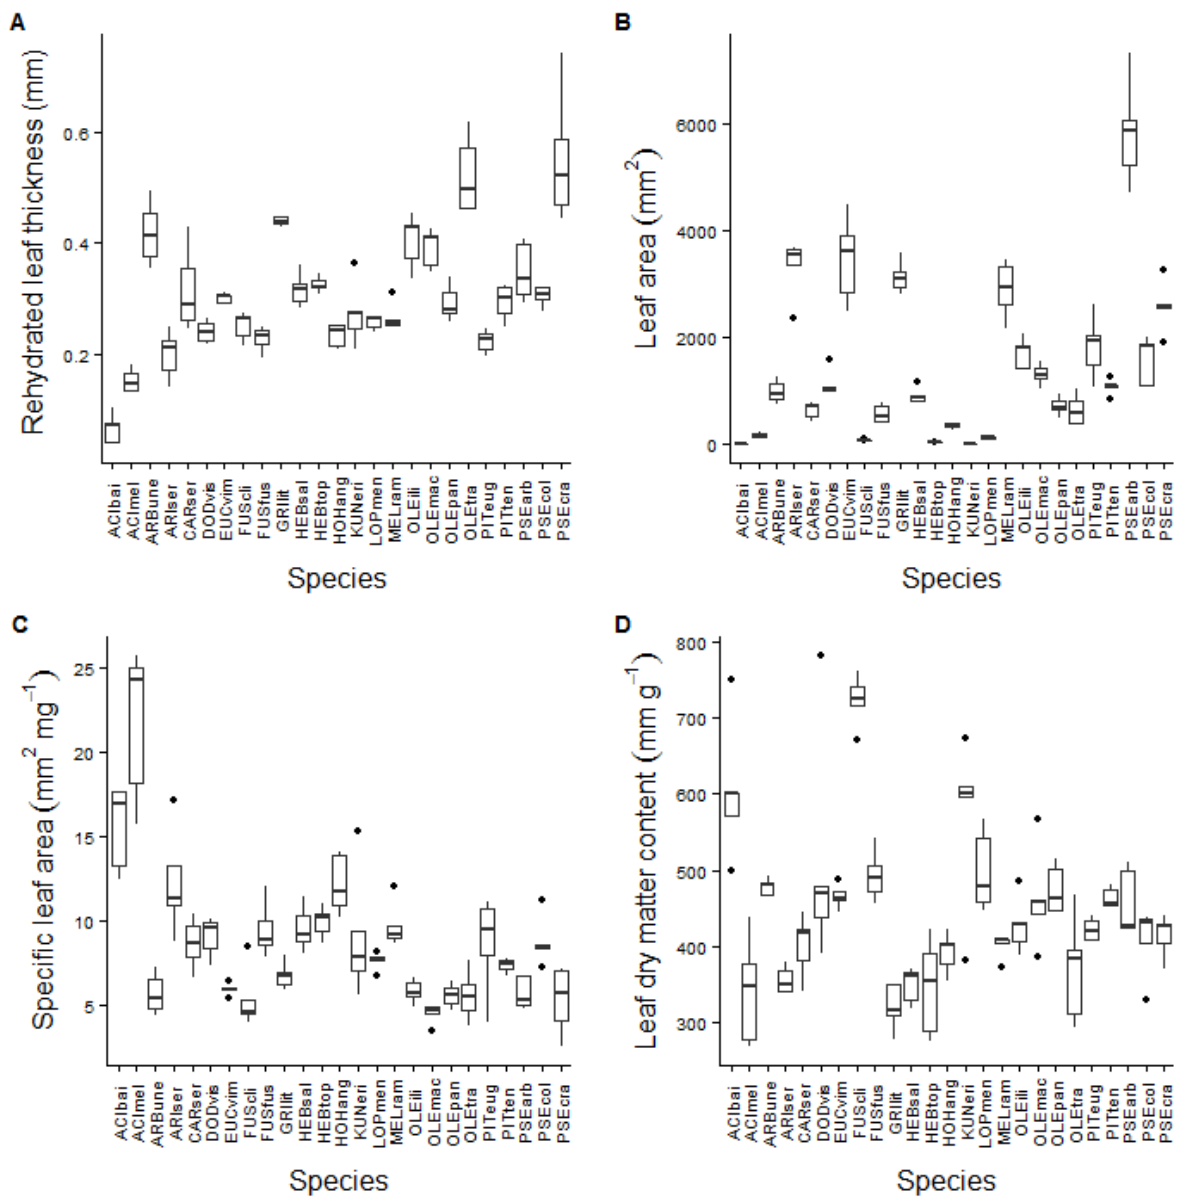 A
Rehydrated leaf thickness (mm)
0.6
0.4
0.2
ACIbai
ACImel
ARBune
ARIser
CARser
DODvis
EUCvim
FUScli
FUSfus
GRIlit
HEBsal
HEBtop
HOHang
KUNeri
LOPmen
MELram
OLEili
OLEmac
OLEpan
OLEtra
PITeug
PITten
PSEarb
PSEcol
PSEcra
Species
B
Leaf area (mm²)
6000
4000
2000
0
ACIbai
ACImel
ARBune
ARIser
CARser
DODvis
EUCvim
FUScli
FUSfus
GRIlit
HEBsal
HEBtop
HOHang
KUNeri
LOPmen
MELram
OLEili
OLEmac
OLEpan
OLEtra
PITeug
PITten
PSEarb
PSEcol
PSEcra
Species
C
Specific leaf area (mm² mg⁻¹)
25
20
15
10
5
ACIbai
ACImel
ARBune
ARIser
CARser
DODvis
EUCvim
FUScli
FUSfus
GRIlit
HEBsal
HEBtop
HOHang
KUNeri
LOPmen
MELram
OLEili
OLEmac
OLEpan
OLEtra
PITeug
PITten
PSEarb
PSEcol
PSEcra
Species
D
Leaf dry matter content (mm g⁻¹)
800
700
600
500
400
300
ACIbai
ACImel
ARBune
ARIser
CARser
DODvis
EUCvim
FUScli
FUSfus
GRIlit
HEBsal
HEBtop
HOHang
KUNeri
LOPmen
MELram
OLEili
OLEmac
OLEpan
OLEtra
PITeug
PITten
PSEarb
PSEcol
PSEcra
Species